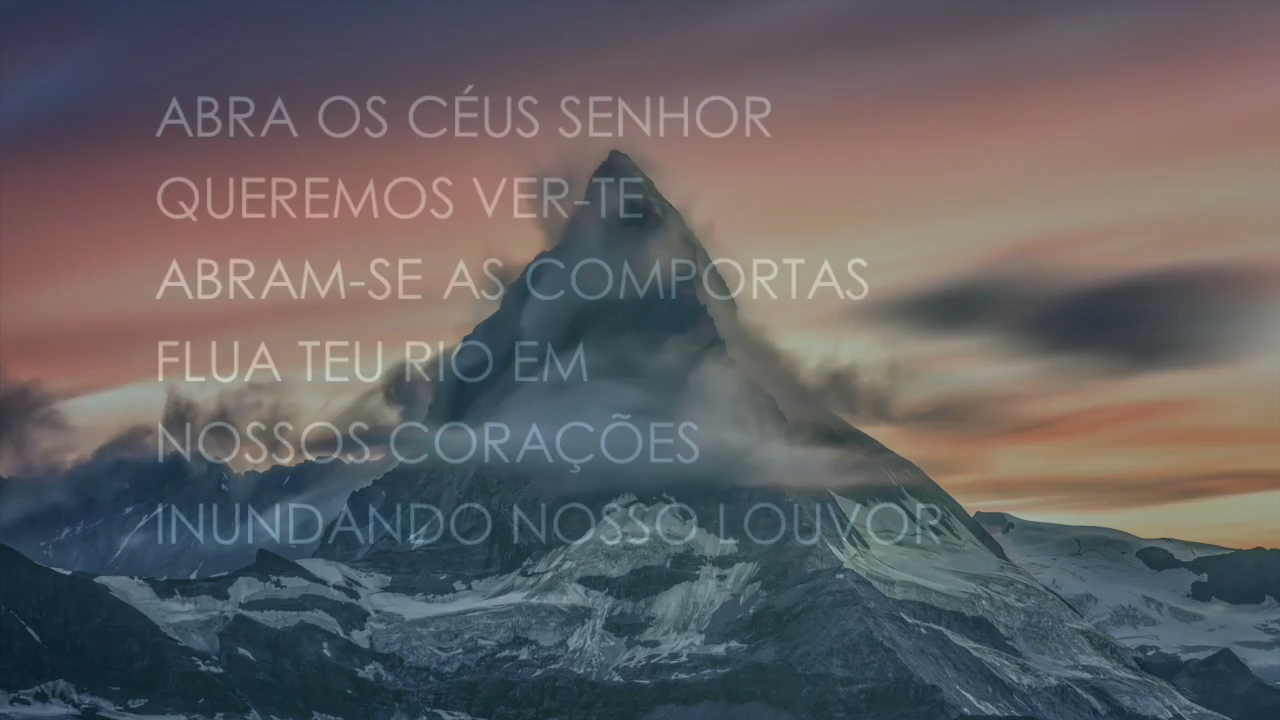 ABRA OS CÉUS SENHOR
QUEREMOS VER-TE
ABRAM-SE AS COMPORTAS
FLUA TEU RIO EM
NOSSOS CORAÇÕES
INUNDANDO NOSSO LOUVOR